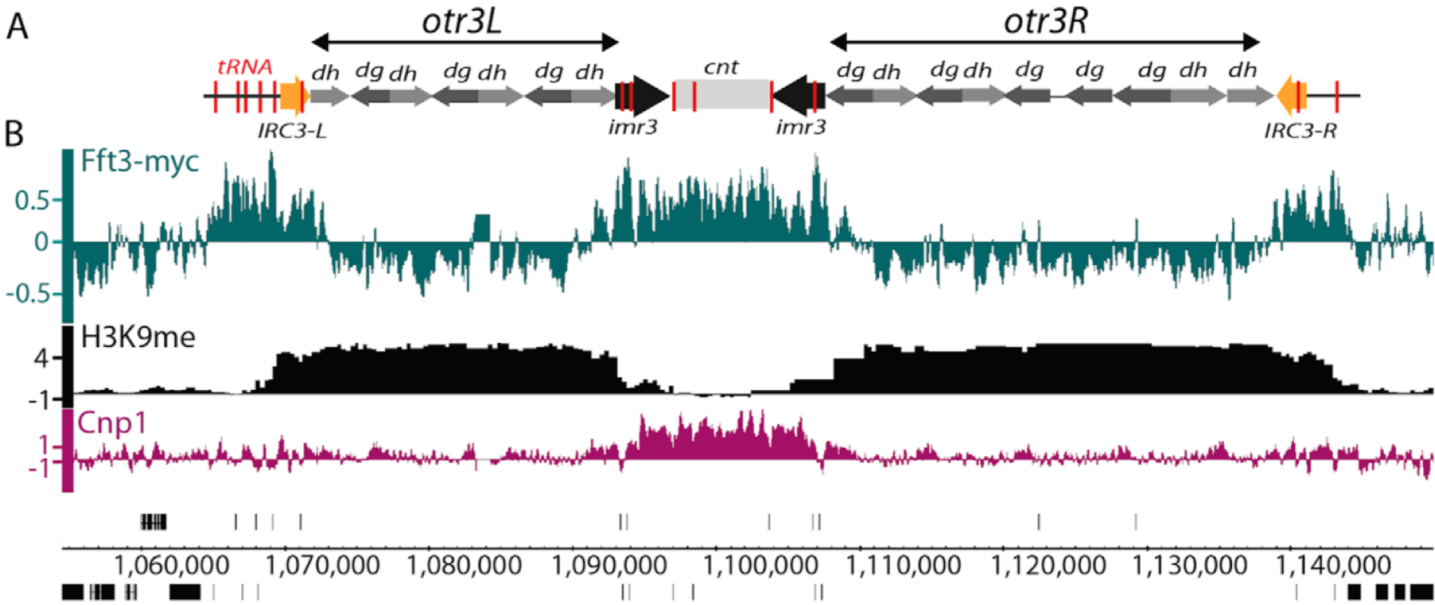 A
otr3L otr3R
tRNA dh dg dh dg dh dg dh cnt dg dh dg dh dg dg dg dh dh
IRC3-L imr3 imr3 IRC3-R
B
Fft3-myc
0.5
0
-0.5
H3K9me
4
-1
Cnp1
1
-1
1,060,000 1,070,000 1,080,000 1,090,000 1,100,000 1,110,000 1,120,000 1,130,000 1,140,000